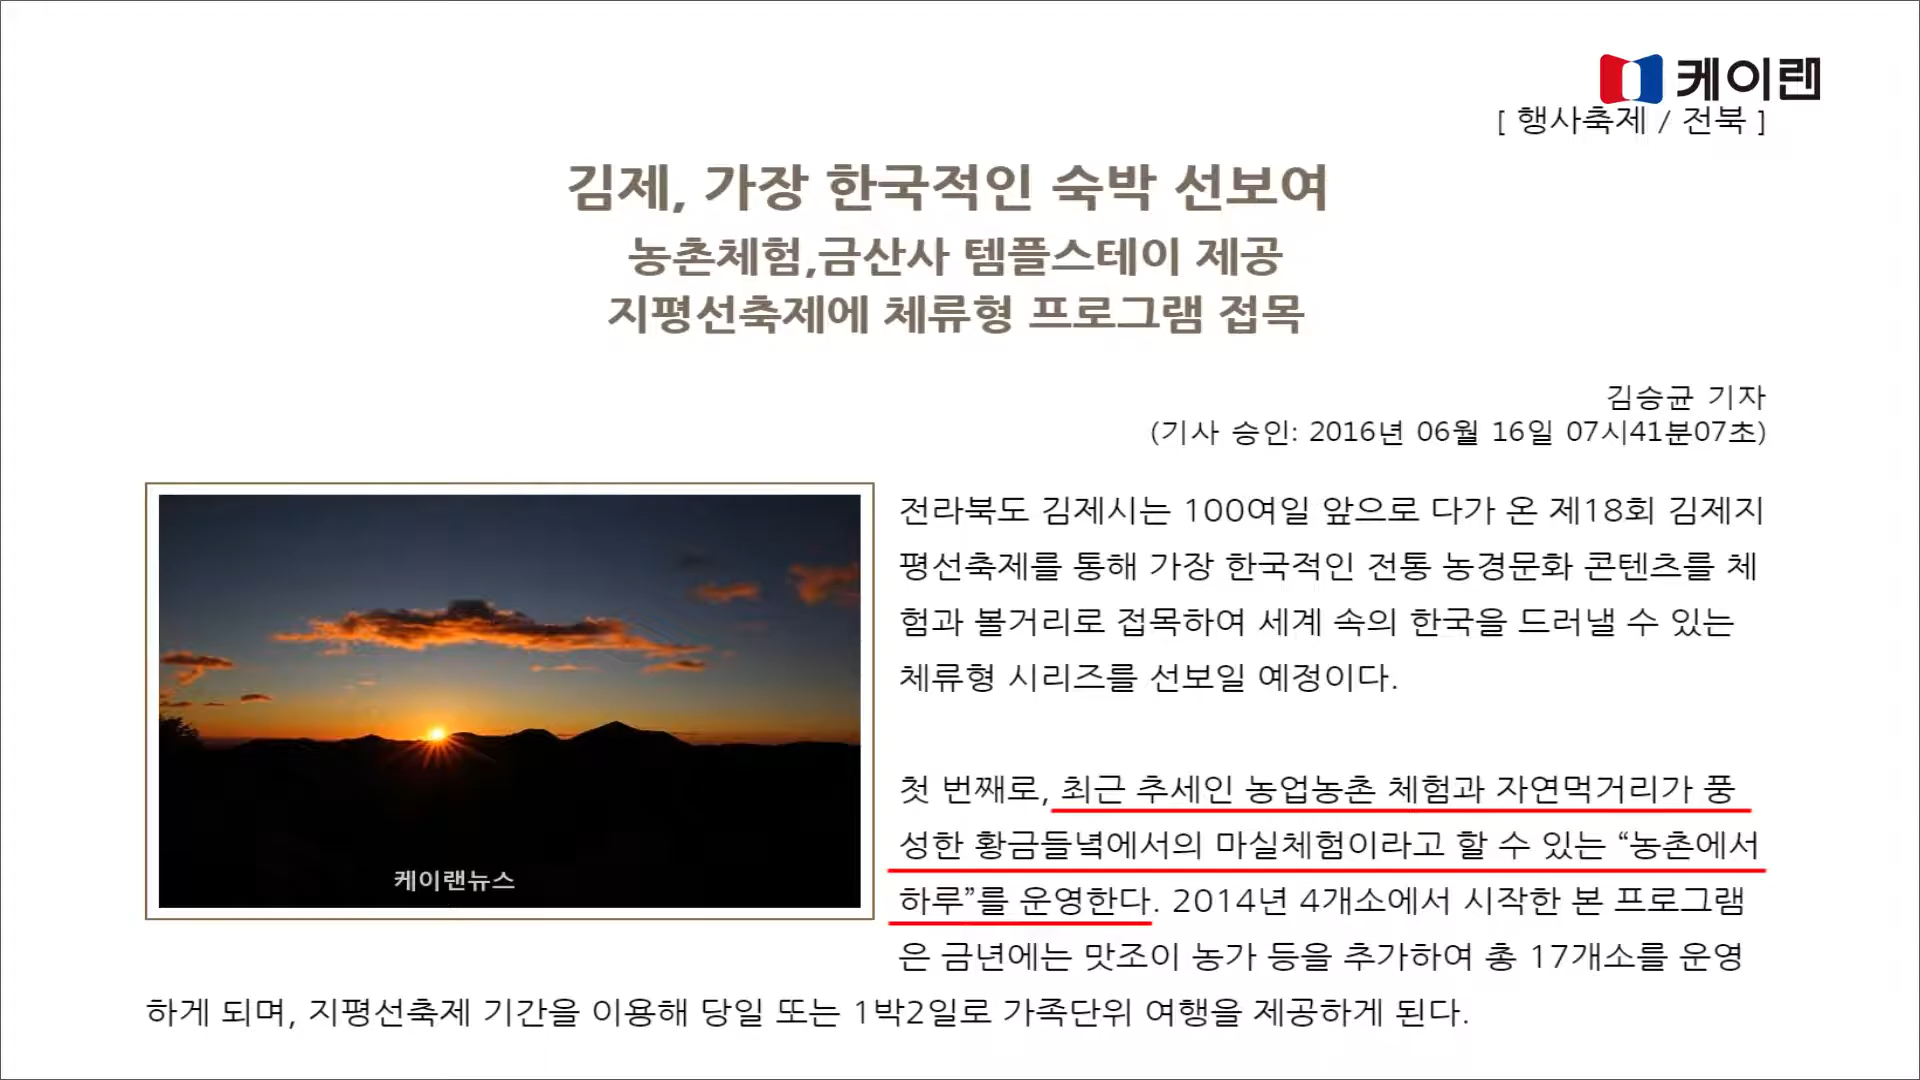 케이랜
[ 행사축제 / 전북 ]
김제, 가장 한국적인 숙박 선보여
농촌체험,금산사 템플스테이 제공
지평선축제에 체류형 프로그램 접목
김승균 기자
(기사 승인: 2016년 06월 16일 07시41분07초)
전라북도 김제시는 100여일 앞으로 다가 온 제18회 김제지
평선축제를 통해 가장 한국적인 전통 농경문화 콘텐츠를 체
험과 볼거리로 접목하여 세계 속의 한국을 드러낼 수 있는
체류형 시리즈를 선보일 예정이다.
첫 번째로, 최근 추세인 농업농촌 체험과 자연먹거리가 풍
성한 황금들녘에서의 마실체험이라고 할 수 있는 “농촌에서
하루”를 운영한다. 2014년 4개소에서 시작한 본 프로그램
은 금년에는 맛조이 농가 등을 추가하여 총 17개소를 운영
하게 되며, 지평선축제 기간을 이용해 당일 또는 1박2일로 가족단위 여행을 제공하게 된다.
케이랜뉴스